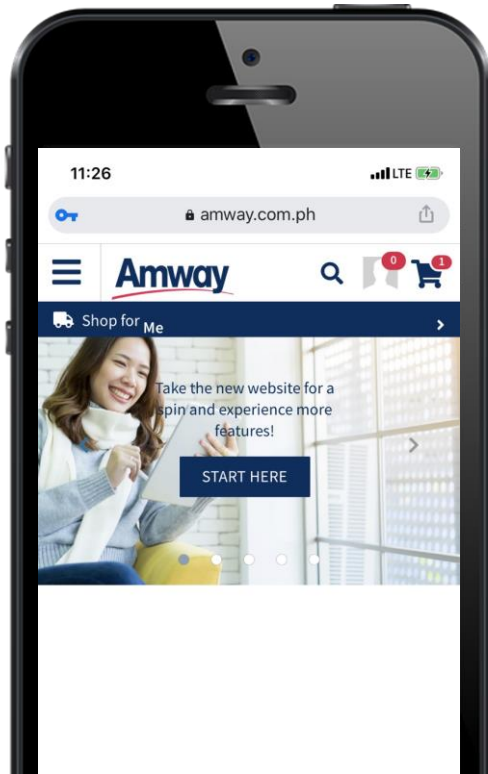 11:26
LTE
amway.com.ph
Amway
0
1
Shop for Me
Take the new website for a
spin and experience more
features!
START HERE